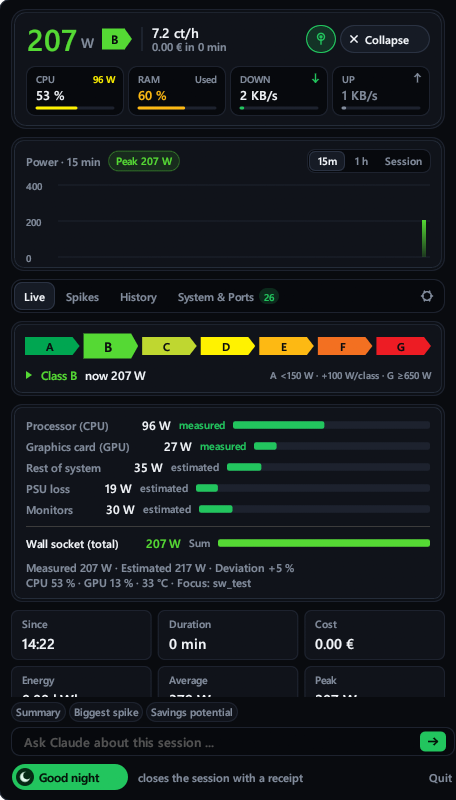 207 W B 7.2 ct/h
0.00 € in 0 min
✕ Collapse
CPU 96 W
53 %
RAM Used
60 %
DOWN ↓
2 KB/s
UP ↑
1 KB/s
Power · 15 min Peak 207 W 15m 1 h Session
400
200
0
Live Spikes History System & Ports 26
A B C D E F G
Class B now 207 W A <150 W · +100 W/class · G ≥650 W
Processor (CPU) 96 W measured
Graphics card (GPU) 27 W measured
Rest of system 35 W estimated
PSU loss 19 W estimated
Monitors 30 W estimated
Wall socket (total) 207 W Sum
Measured 207 W · Estimated 217 W · Deviation +5 %
CPU 53 % · GPU 13 % · 33 °C · Focus: sw_test
Since Duration Cost
14:22 0 min 0.00 €
Energy Average Peak
Summary Biggest spike Savings potential
Ask Claude about this session ...
Good night closes the session with a receipt Quit